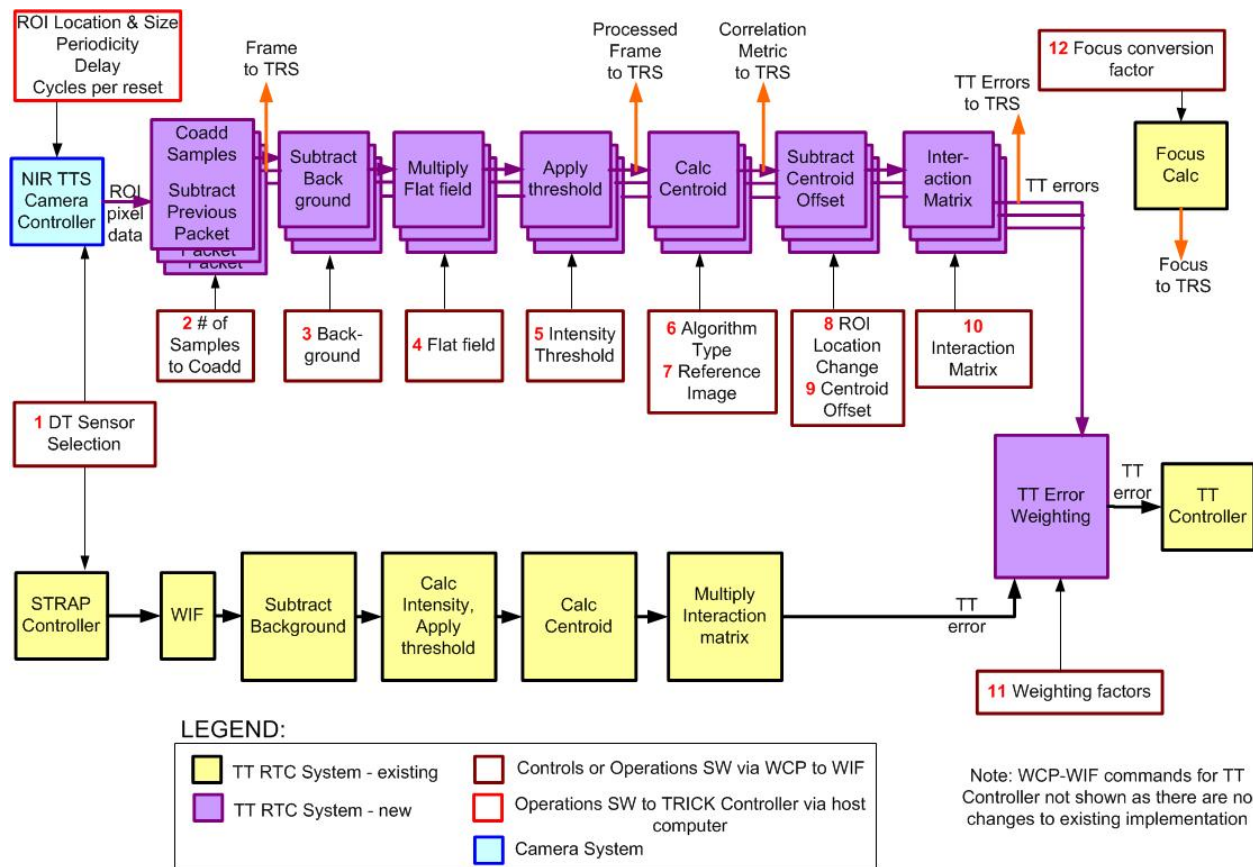 ROI Location & Size
Periodicity
Delay
Cycles per reset
Frame
to TRS
Processed
Frame
to TRS
Correlation
Metric
to TRS
TT Errors
to TRS
12 Focus conversion
factor
NIR TTS
Camera
Controller
ROI
pixel
data
Coadd
Samples
Subtract
Previous
Packet
Packet
Packet
Subtract
Back
ground
Multiply
Flat field
Apply
threshold
Calc
Centroid
Subtract
Centroid
Offset
Inter-
action
Matrix
TT errors
Focus
Calc
Focus
to TRS
2 # of
Samples
to Coadd
3 Back-
ground
4 Flat field
5 Intensity
Threshold
6 Algorithm
Type
7 Reference
Image
8 ROI
Location
Change
9 Centroid
Offset
10
Interaction
Matrix
1 DT Sensor
Selection
TT Error
Weighting
TT
error
TT
Controller
STRAP
Controller
WIF
Subtract
Background
Calc
Intensity,
Apply
threshold
Calc
Centroid
Multiply
Interaction
matrix
TT
error
11 Weighting factors
LEGEND:
TT RTC System - existing
TT RTC System - new
Controls or Operations SW via WCP to WIF
Operations SW to TRICK Controller via host
computer
Camera System
Note: WCP-WIF commands for TT
Controller not shown as there are no
changes to existing implementation